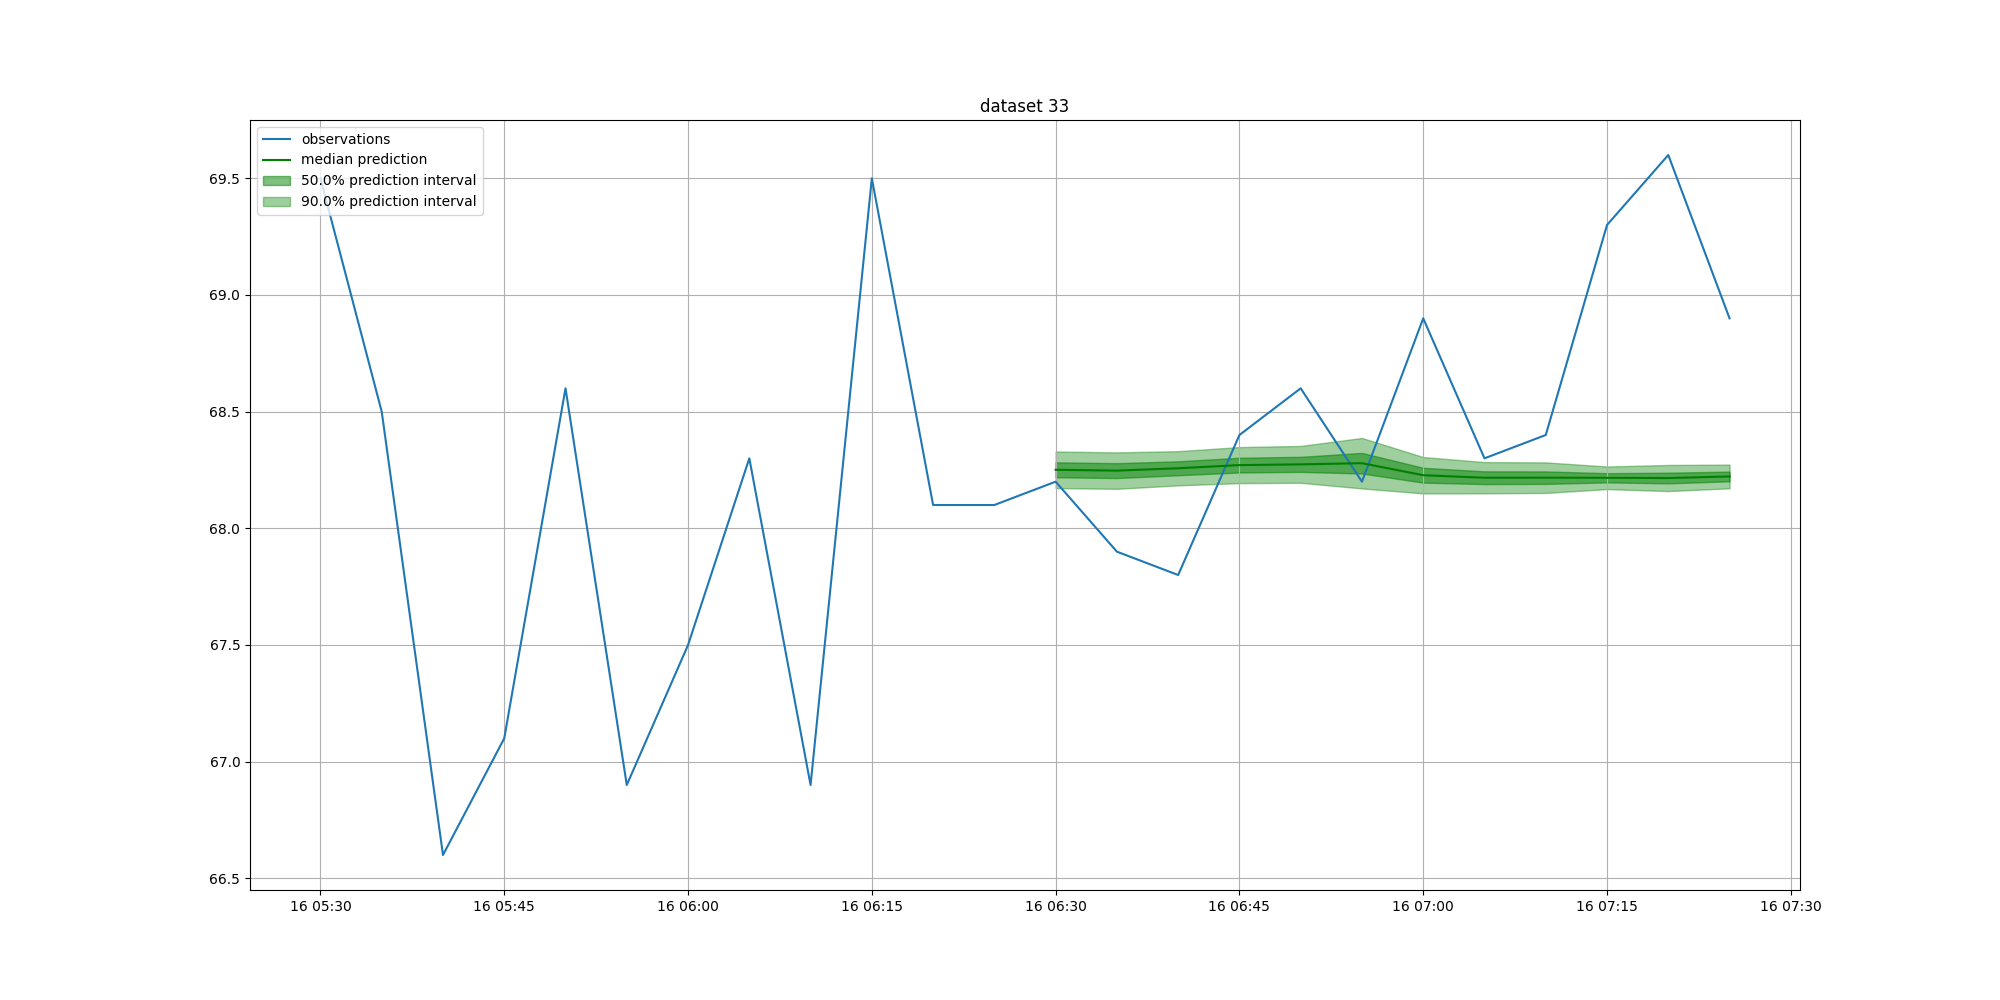 dataset 33
observations
median prediction
50.0% prediction interval
90.0% prediction interval
69.5
69.0
68.5
68.0
67.5
67.0
66.5
16 05:30 16 05:45 16 06:00 16 06:15 16 06:30 16 06:45 16 07:00 16 07:15 16 07:30